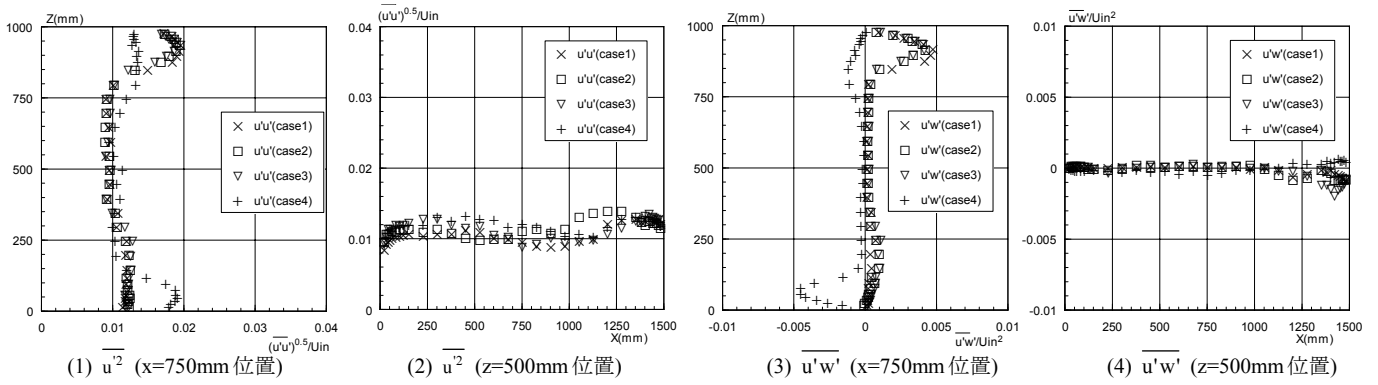 Z(mm)
1000
750
500
250
0
0
0.01
0.02
0.03
0.04
(u'u')^0.5/Uin
u'u'(case1)
u'u'(case2)
u'u'(case3)
u'u'(case4)
(1) u'² (x=750mm 位置)
(u'u')^0.5/Uin
0.04
0.03
0.02
0.01
0
0
250
500
750
1000
1250
1500
X(mm)
u'u'(case1)
u'u'(case2)
u'u'(case3)
u'u'(case4)
(2) u'² (z=500mm 位置)
Z(mm)
1000
750
500
250
0
-0.01
-0.005
0
0.005
0.01
u'w'/Uin²
u'w'(case1)
u'w'(case2)
u'w'(case3)
u'w'(case4)
(3) u'w' (x=750mm 位置)
u'w'/Uin²
0.01
0.005
0
-0.005
-0.01
0
250
500
750
1000
1250
1500
X(mm)
u'w'(case1)
u'w'(case2)
u'w'(case3)
u'w'(case4)
(4) u'w' (z=500mm 位置)